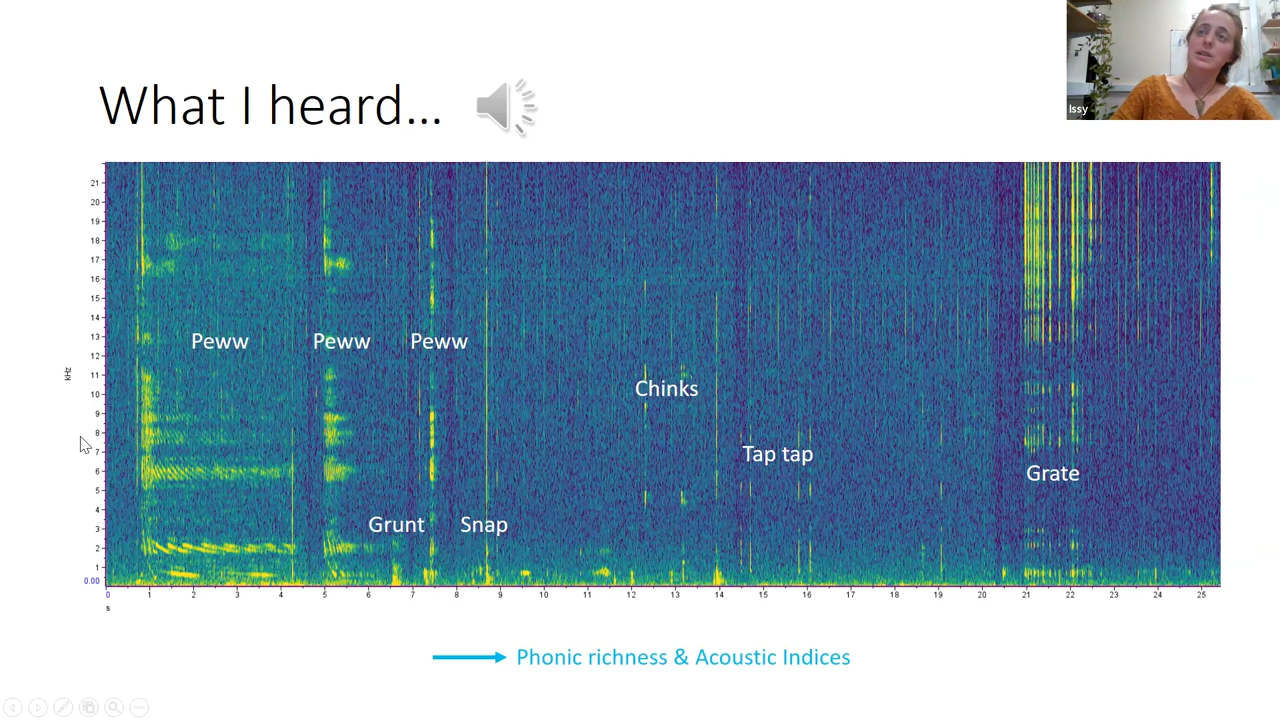 Issy
What I heard...
21
20
19
18
17
16
15
14
13
12
11
10
9
8
7
6
5
4
3
2
1
0.00
kHz
Peww Peww Peww
Chinks
Tap tap
Grate
Grunt Snap
0 1 2 3 4 5 6 7 8 9 10 11 12 13 14 15 16 17 18 19 20 21 22 23 24 25
s
Phonic richness & Acoustic Indices